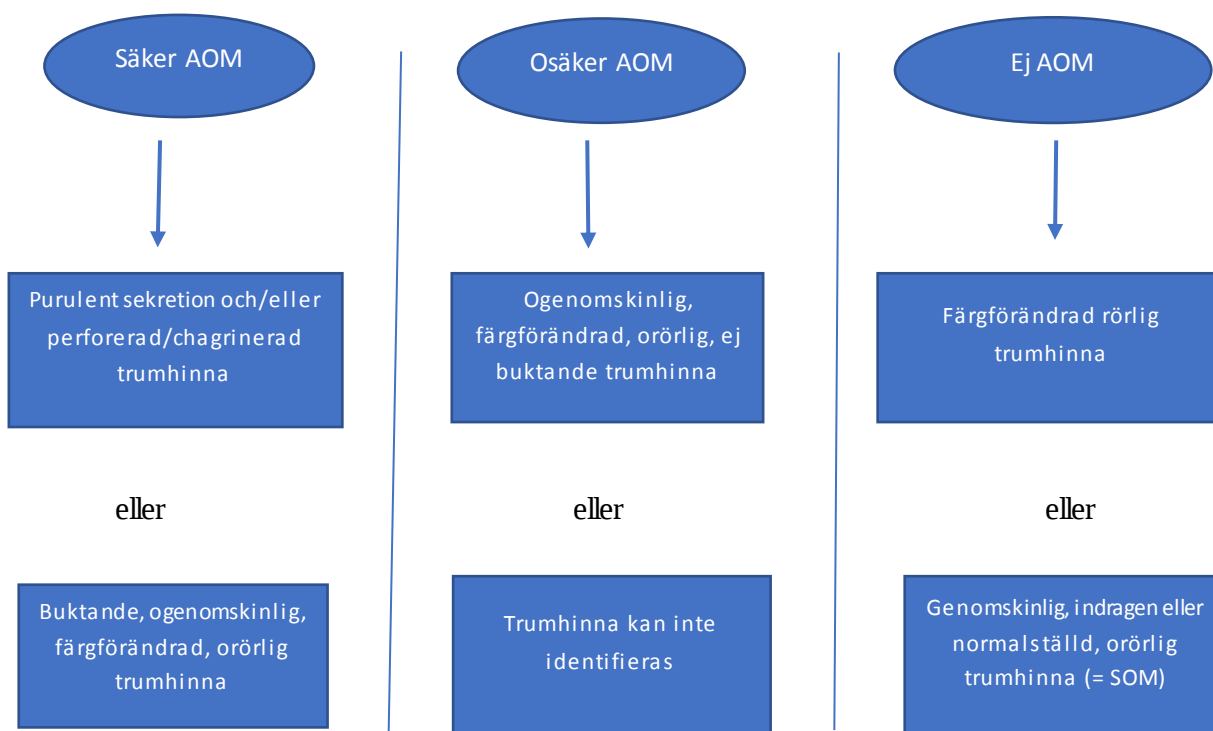 Säker AOM
Purulent sekretion och/eller
perforerad/chagrinerad
trumhinna
eller
Buktande, ogenomskinlig,
färgförändrad, orörlig
trumhinna
Osäker AOM
Ogenomskinlig,
färgförändrad, orörlig, ej
buktande trumhinna
eller
Trumhinna kan inte
identifieras
Ej AOM
Färgförändrad rörlig
trumhinna
eller
Genomskinlig, indragen eller
normalställd, orörlig
trumhinna (= SOM)